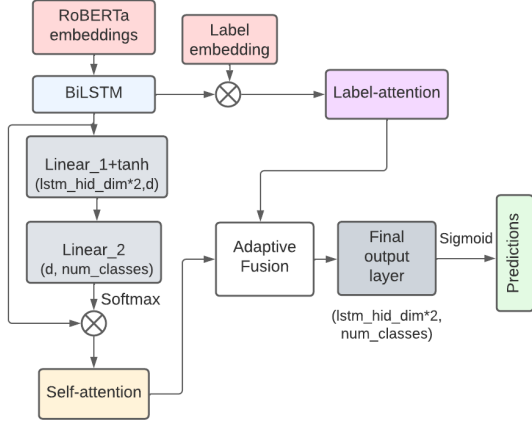 RoBERTa
embeddings
Label
embedding
BiLSTM
Label-attention
Linear_1+tanh
(lstm_hid_dim*2,d)
Linear_2
(d, num_classes)
Softmax
Self-attention
Adaptive
Fusion
Final
output
layer
(lstm_hid_dim*2,
num_classes)
Sigmoid
Predictions